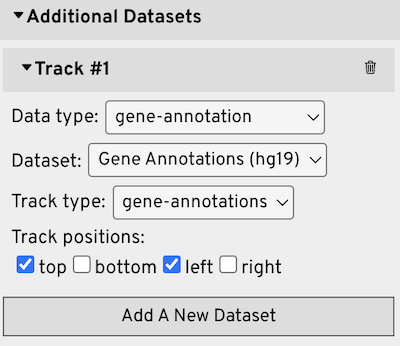 Additional Datasets
Track #1
Data type: gene-annotation
Dataset: Gene Annotations (hg19)
Track type: gene-annotations
Track positions:
top bottom left right
Add A New Dataset